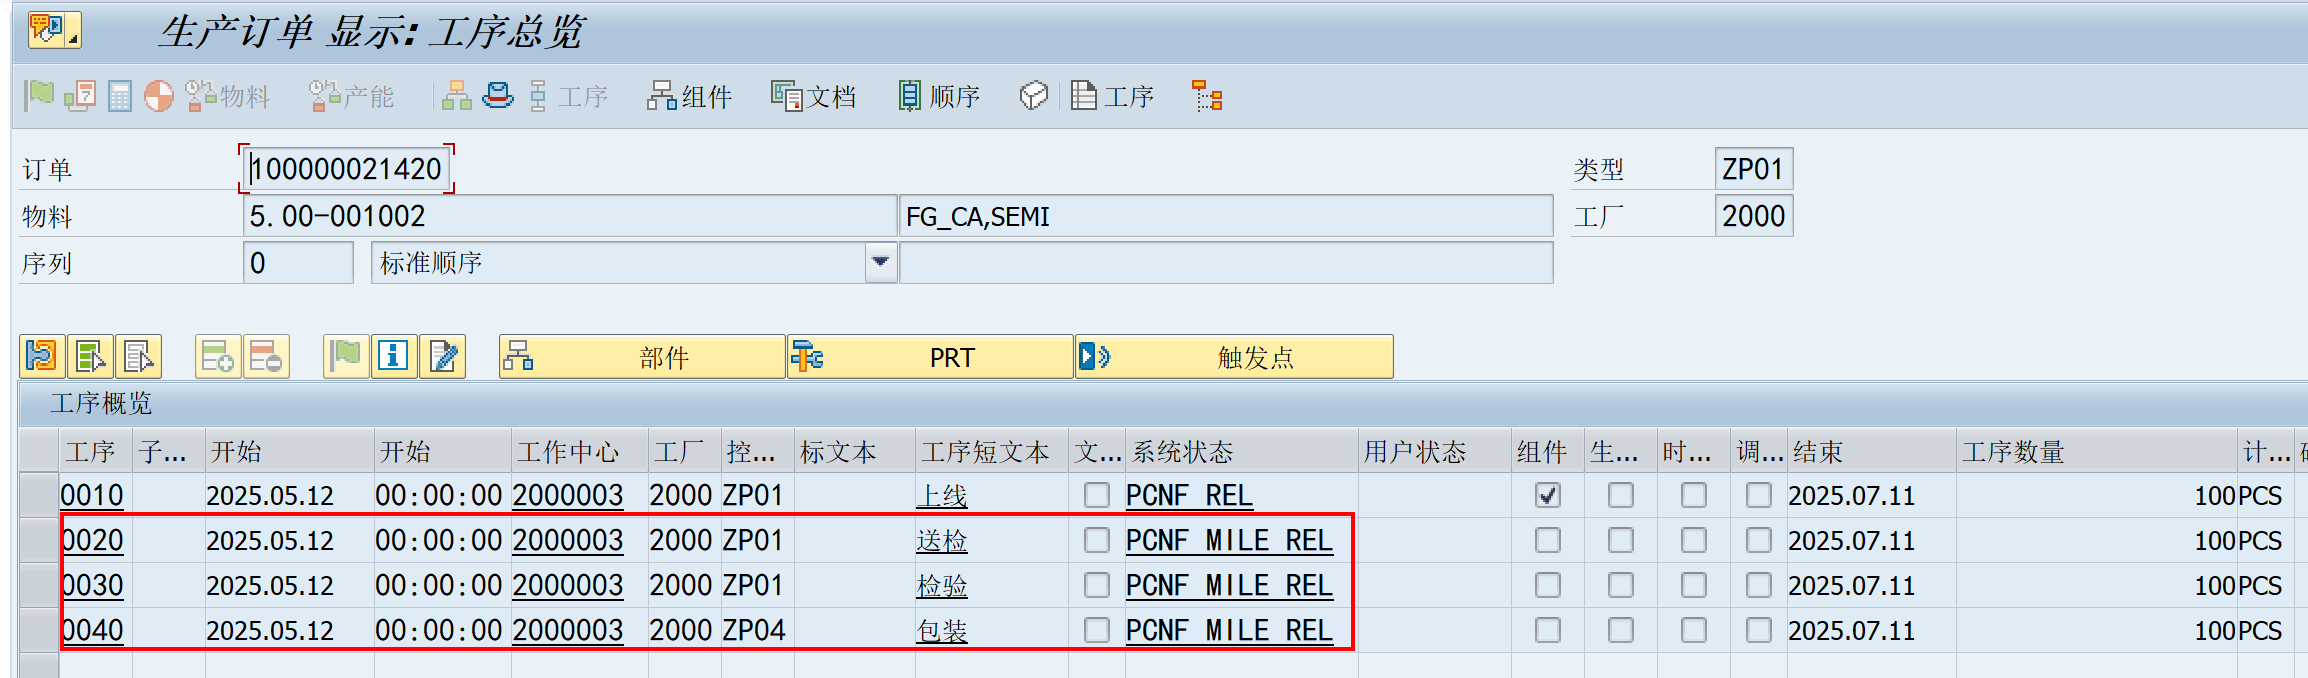 生产订单 显示: 工序总览
物料 产能 工序 组件 文档 顺序 工序
订单 100000021420 类型 ZP01
物料 5.00-001002 FG_CA,SEMI 工厂 2000
序列 0 标准顺序
部件 PRT 触发点
工序概览
工序 子... 开始 开始 工作中心 工厂 控... 标文本 工序短文本 文... 系统状态 用户状态 组件 生... 时... 调... 结束 工序数量 计...
0010 2025.05.12 00:00:00 2000003 2000 ZP01 上线 PCNF REL 2025.07.11 100 PCS
0020 2025.05.12 00:00:00 2000003 2000 ZP01 送检 PCNF MILE REL 2025.07.11 100 PCS
0030 2025.05.12 00:00:00 2000003 2000 ZP01 检验 PCNF MILE REL 2025.07.11 100 PCS
0040 2025.05.12 00:00:00 2000003 2000 ZP04 包装 PCNF MILE REL 2025.07.11 100 PCS